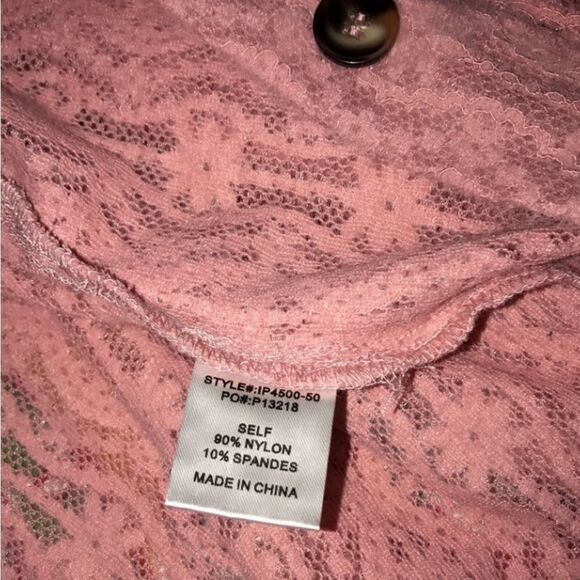 STYLE#:IP4500-50
PO#:P13218
SELF
90% NYLON
10% SPANDES
MADE IN CHINA